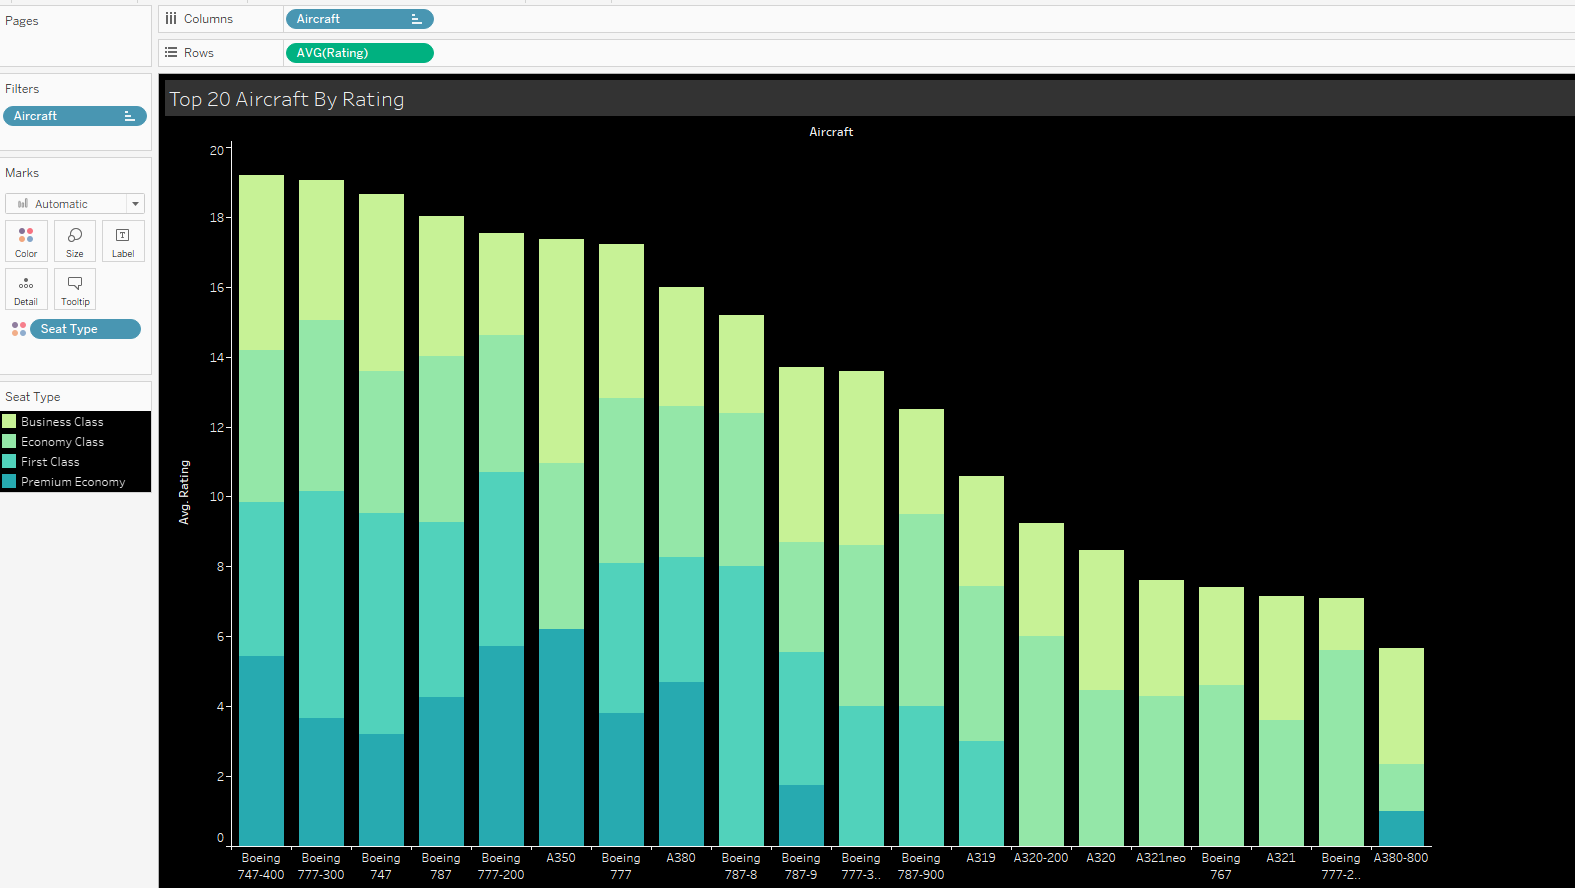 Pages
Columns
Aircraft
Rows
AVG(Rating)
Filters
Aircraft
Marks
Automatic
Color
Size
Label
Detail
Tooltip
Seat Type
Seat Type
Business Class
Economy Class
First Class
Premium Economy
Top 20 Aircraft By Rating
Aircraft
Avg. Rating
20
18
16
14
12
10
8
6
4
2
0
Boeing 747-400
Boeing 777-300
Boeing 747
Boeing 787
Boeing 777-200
A350
Boeing 777
A380
Boeing 787-8
Boeing 787-9
Boeing 777-3..
Boeing 787-900
A319
A320-200
A320
A321neo
Boeing 767
A321
Boeing 777-2..
A380-800